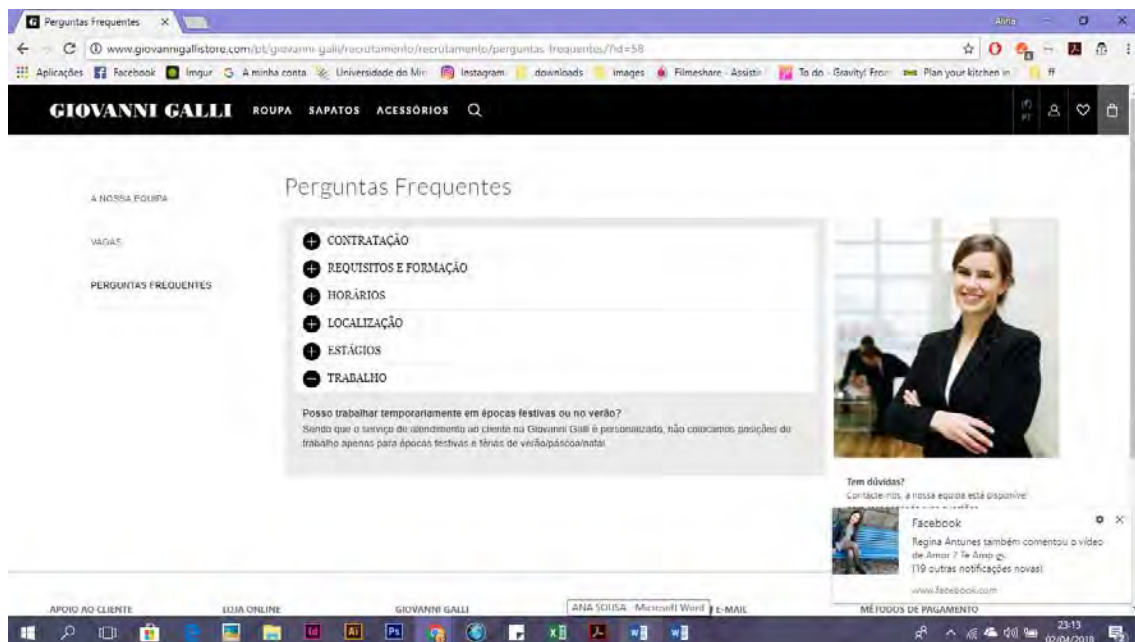 Perguntas Frequentes
Anna
www.giovannigallistore.com/pt/giovanni-galli/recrutamento/recrutamento/perguntas-frequentes/?id=58
Aplicações Facebook Imgur A minha conta Universidade do Min Instagram downloads images Filmeshare - Assistir To do - Gravity! From Plan your kitchen in ff
GIOVANNI GALLI ROUPA SAPATOS ACESSÓRIOS
PT
Perguntas Frequentes
A NOSSA EQUIPA
VAGAS
PERGUNTAS FREQUENTES
CONTRATAÇÃO
REQUISITOS E FORMAÇÃO
HORÁRIOS
LOCALIZAÇÃO
ESTÁGIOS
TRABALHO
Posso trabalhar temporariamente em épocas festivas ou no verão?
Sendo que o serviço de atendimento ao cliente na Giovanni Galli é personalizado, não colocamos posições de
trabalho apenas para épocas festivas e férias de verão/páscoa/natal.
Tem dúvidas?
Contacte-nos, a nossa equipa está disponível
Facebook
Regina Antunes também comentou o vídeo
de Amor ? Te Amo
(19 outras notificações novas)
www.facebook.com
APOIO AO CLIENTE LOJA ONLINE GIOVANNI GALLI ANA SOUSA - Microsoft Word E-MAIL MÉTODOS DE PAGAMENTO
23:13
02/04/2018